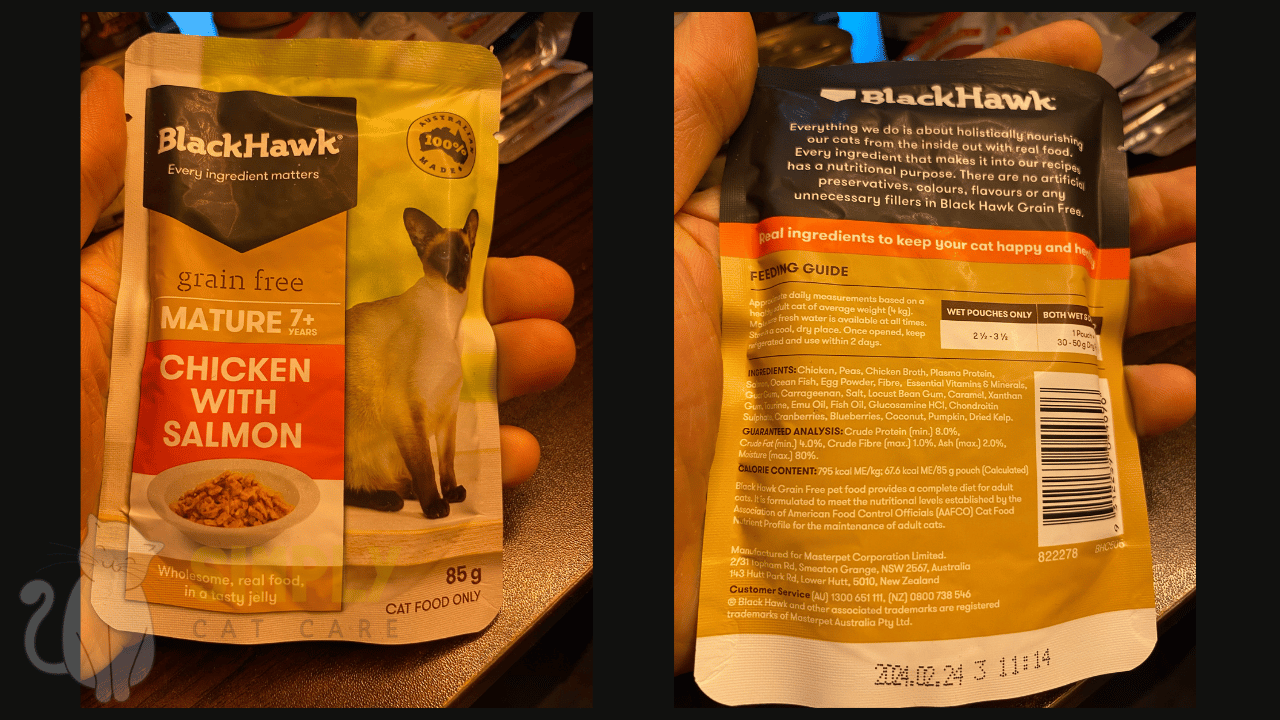 BlackHawk®
Every ingredient matters
AUSTRALIAN
100%
MADE
grain free
MATURE 7+
YEARS
CHICKEN
WITH
SALMON
Wholesome, real food,
in a tasty jelly
85g
CAT FOOD ONLY
SIMPLY
CAT CARE
BlackHawk
Everything we do is about holistically nourishing
our cats from the inside out with real food.
Every ingredient that makes it into our recipes
has a nutritional purpose. There are no artificial
preservatives, colours, flavours or any
unnecessary fillers in Black Hawk Grain Free.
Real ingredients to keep your cat happy and
FEEDING GUIDE
daily measurements based on a
adult cat of average weight (4 kg).
fresh water is available at all times.
a cool, dry place. Once opened, keep
refrigerated and use within 2 days.
WET POUCHES ONLY
BOTH WET &
2 ½ - 3 ½
1 Pouch
30 - 50g Dry
INGREDIENTS: Chicken, Peas, Chicken Broth, Plasma Protein,
Salmon, Ocean Fish, Egg Powder, Fibre, Essential Vitamins & Minerals,
Guar Gum, Carrageenan, Salt, Locust Bean Gum, Caramel, Xanthan
Gum, Taurine, Emu Oil, Fish Oil, Glucosamine HCl, Chondroitin
Sulphate, Cranberries, Blueberries, Coconut, Pumpkin, Dried Kelp.
GUARANTEED ANALYSIS: Crude Protein (min.) 8.0%,
Crude Fat (min.) 4.0%, Crude Fibre (max.) 1.0%, Ash (max.) 2.0%,
Moisture (max.) 80%.
CALORIE CONTENT: 795 kcal ME/kg; 67.6 kcal ME/85 g pouch (Calculated)
Black Hawk Grain Free pet food provides a complete diet for adult
cats. It is formulated to meet the nutritional levels established by the
Association of American Food Control Officials (AAFCO) Cat Food
Nutrient Profile for the maintenance of adult cats.
822278
Manufactured for Masterpet Corporation Limited.
2/31 Topham Rd, Smeaton Grange, NSW 2567, Australia
143 Hutt Park Rd, Lower Hutt, 5010, New Zealand
Customer Service (AU) 1300 651 111, (NZ) 0800 738 546
© Black Hawk and other associated trademarks are registered
trademarks of Masterpet Australia Pty Ltd.
2024.02.24 3 11:14